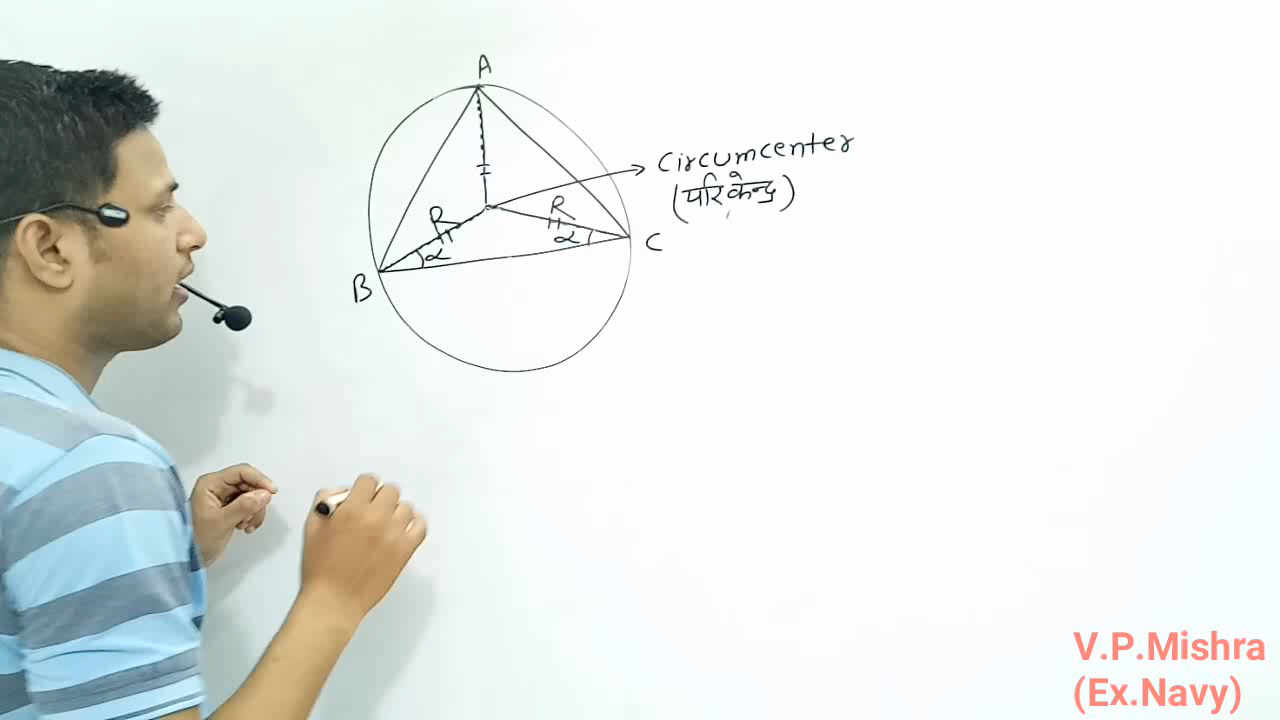 A
Circumcenter
(परिकेन्द्र)
R
R
α
α
B
C
V.P.Mishra
(Ex.Navy)